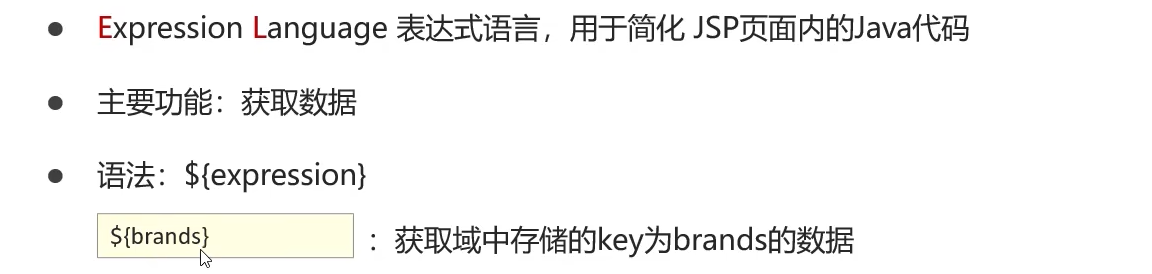 ● Expression Language 表达式语言，用于简化 JSP页面内的Java代码
● 主要功能：获取数据
● 语法：${expression}
${brands} ：获取域中存储的key为brands的数据